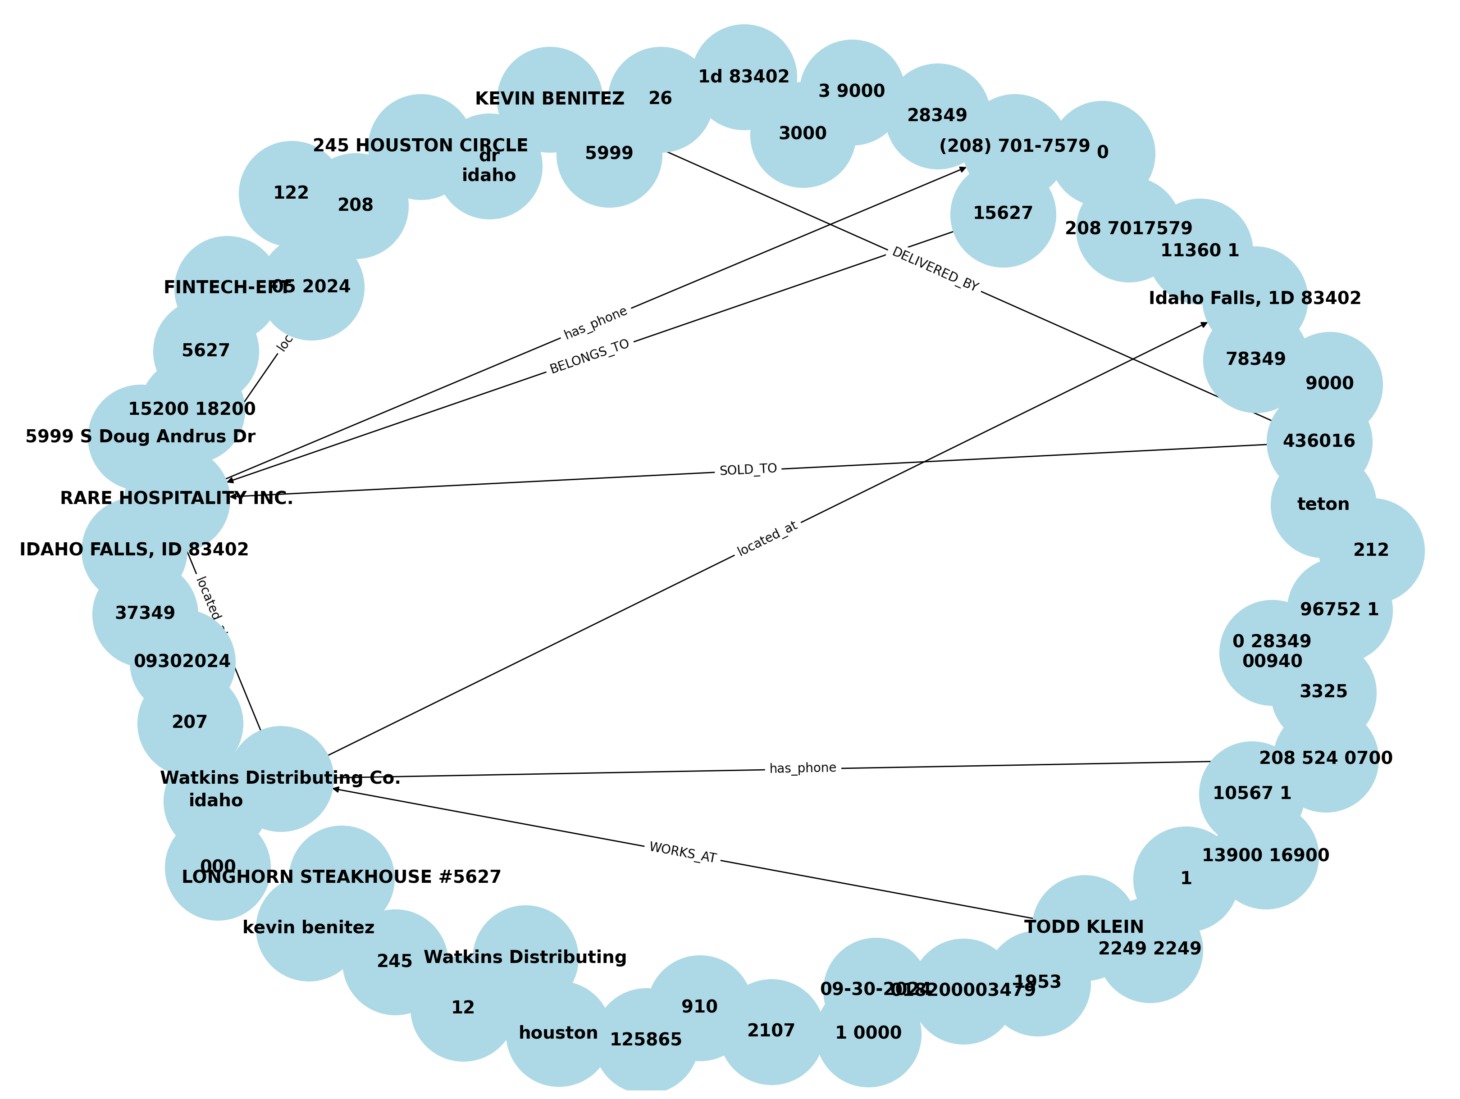 1d 83402
3 9000
KEVIN BENITEZ
26
28349
3000
245 HOUSTON CIRCLE
dr
idaho
5999
(208) 701-7579
0
122
208
15627
208 7017579
11360 1
DELIVERED_BY
FINTECH-EFT
05 2024
Idaho Falls, 1D 83402
has_phone
loc
5627
BELONGS_TO
78349
9000
15200 18200
5999 S Doug Andrus Dr
436016
SOLD_TO
RARE HOSPITALITY INC.
teton
IDAHO FALLS, ID 83402
located_at
212
located
37349
96752 1
0 28349
00940
09302024
3325
207
208 524 0700
has_phone
Watkins Distributing Co.
idaho
10567 1
WORKS_AT
13900 16900
000
LONGHORN STEAKHOUSE #5627
1
kevin benitez
TODD KLEIN
2249 2249
245
Watkins Distributing
1953
09-30-2024
018200003479
12
910
houston
125865
2107
1 0000